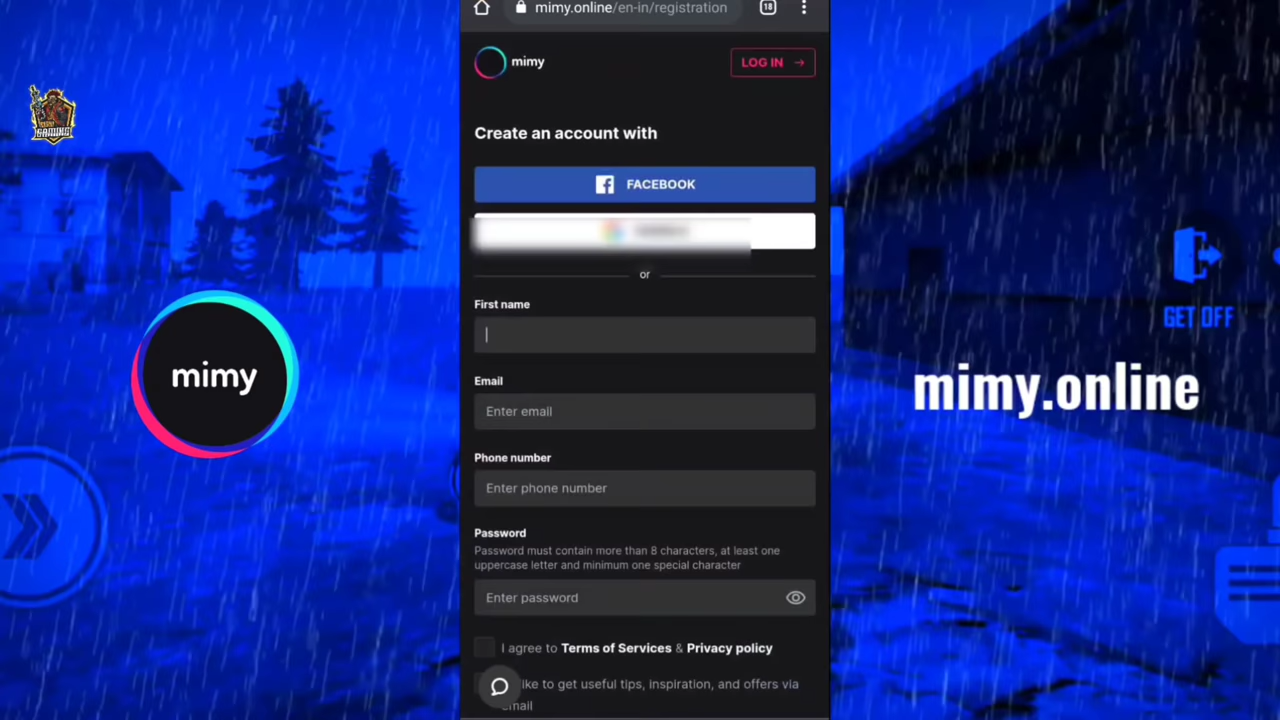 mimy.online/en-in/registration
18
mimy
LOG IN
Create an account with
FACEBOOK
or
First name
Email
Enter email
Phone number
Enter phone number
Password
Password must contain more than 8 characters, at least one
uppercase letter and minimum one special character
Enter password
I agree to Terms of Services & Privacy policy
ke to get useful tips, inspiration, and offers via
email
GAMING
mimy
GET OFF
mimy.online